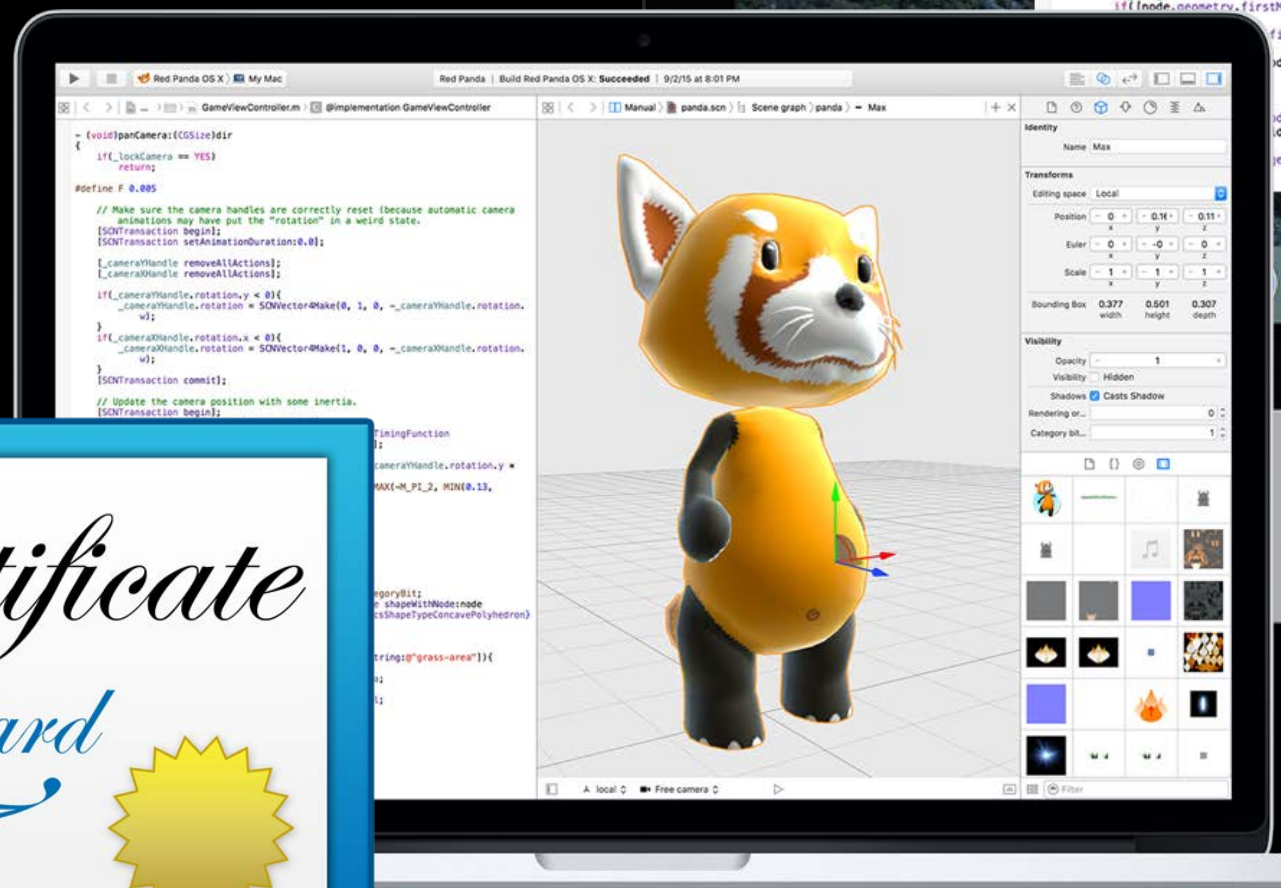 if([node.geometry.firstM
Red Panda OS X
My Mac
Red Panda | Build Red Panda OS X: Succeeded | 9/2/15 at 8:01 PM
GameViewController.m
@implementation GameViewController
Manual
panda.scn
Scene graph
panda
Max
- (void)panCamera:(CGSize)dir
{
if(_lockCamera == YES)
return;
#define F 0.005
// Make sure the camera handles are correctly reset (because automatic camera
animations may have put the "rotation" in a weird state.
[SCNTransaction begin];
[SCNTransaction setAnimationDuration:0.0];
[_cameraYHandle removeAllActions];
[_cameraXHandle removeAllActions];
if(_cameraYHandle.rotation.y < 0){
_cameraYHandle.rotation = SCNVector4Make(0, 1, 0, -_cameraYHandle.rotation.
w);
}
if(_cameraXHandle.rotation.x < 0){
_cameraXHandle.rotation = SCNVector4Make(1, 0, 0, -_cameraXHandle.rotation.
w);
}
[SCNTransaction commit];
// Update the camera position with some inertia.
[SCNTransaction begin];
TimingFunction
];
cameraYHandle.rotation.y *
MAX(-M_PI_2, MIN(0.13,
egoryBit;
e shapeWithNode:node
csShapeTypeConcavePolyhedron}
tring:@"grass-area"]){
Identity
Name Max
Transforms
Editing space Local
Position 0 0.11
x y z
Euler 0 -0 0
x y z
Scale 1 1 1
x y z
Bounding Box 0.377 0.501 0.307
width height depth
Visibility
Opacity 1
Visibility Hidden
Shadows Casts Shadow
Rendering or... 0
Category bit... 1
local
Free camera
Filter
tificate
ard